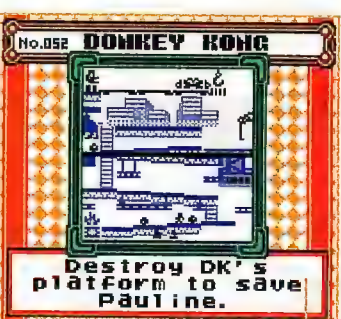 No.052 DONKEY KONG
Destroy DK's
platform to save
Pauline.